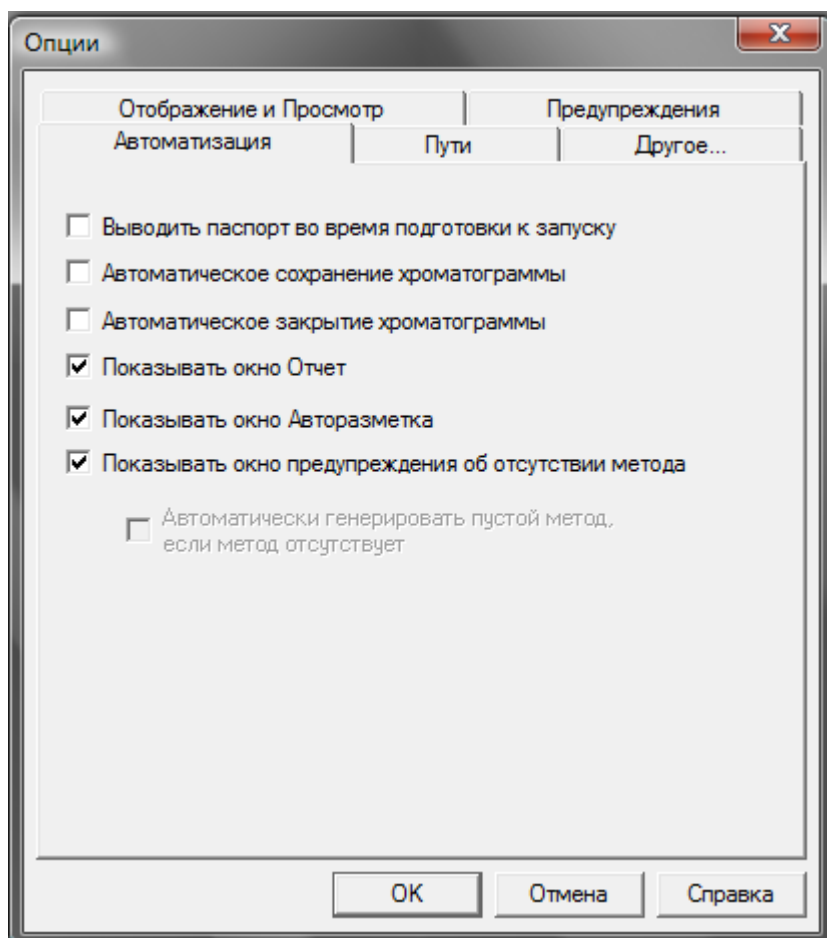 Опции
Отображение и Просмотр
Предупреждения
Автоматизация
Пути
Другое...
Выводить паспорт во время подготовки к запуску
Автоматическое сохранение хроматограммы
Автоматическое закрытие хроматограммы
Показывать окно Отчет
Показывать окно Авторазметка
Показывать окно предупреждения об отсутствии метода
Автоматически генерировать пустой метод,
если метод отсутствует
OK
Отмена
Справка